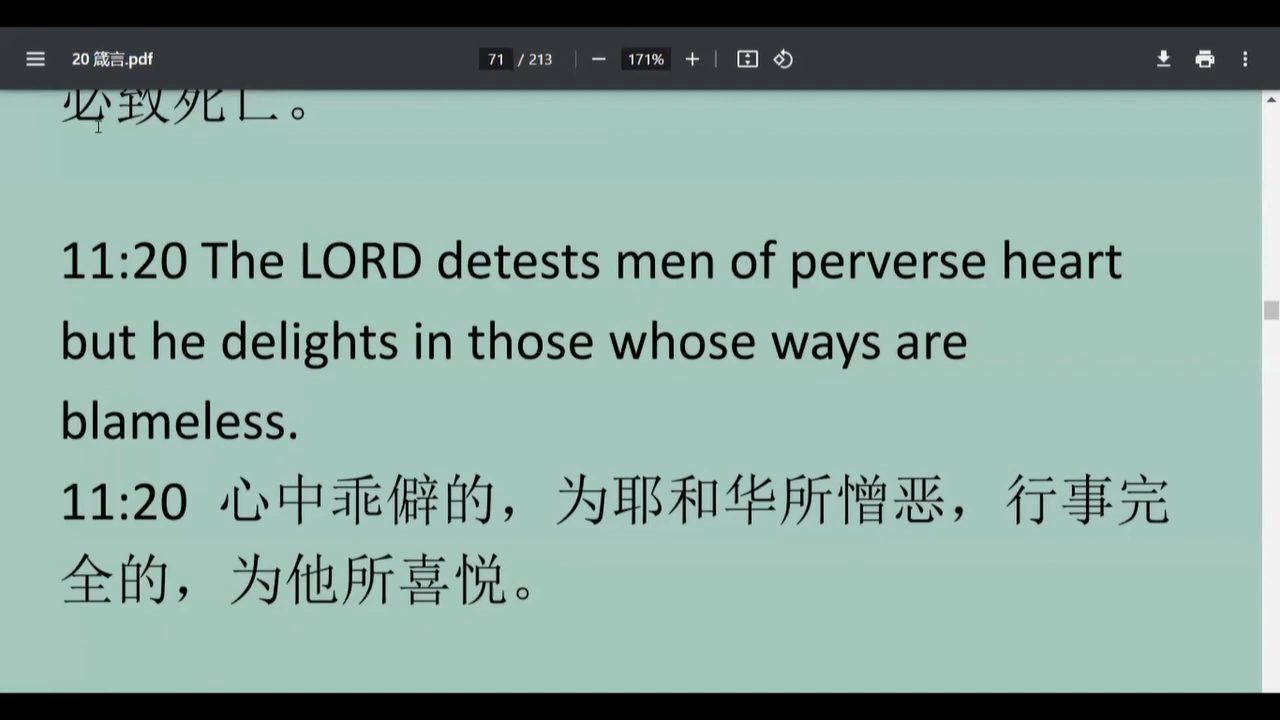 20 箴言.pdf
71 / 213
171%
必致死亡。
11:20 The LORD detests men of perverse heart
but he delights in those whose ways are
blameless.
11:20 心中乖僻的，为耶和华所憎恶，行事完
全的，为他所喜悦。